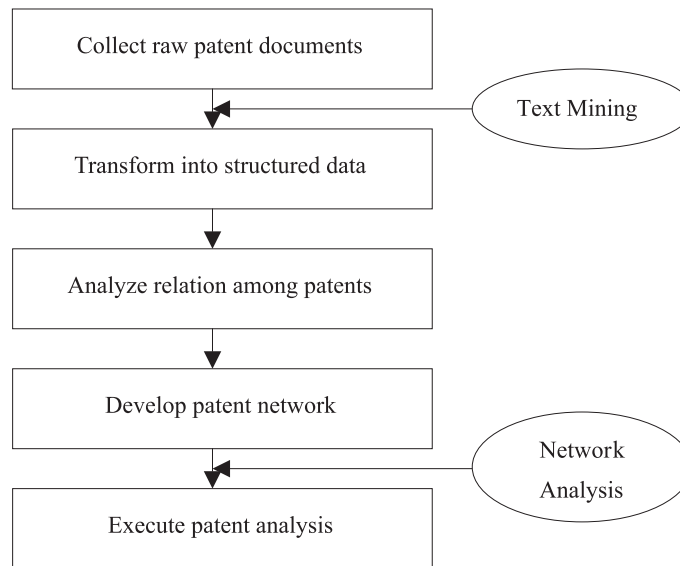 Collect raw patent documents
Text Mining
Transform into structured data
Analyze relation among patents
Develop patent network
Network
Analysis
Execute patent analysis